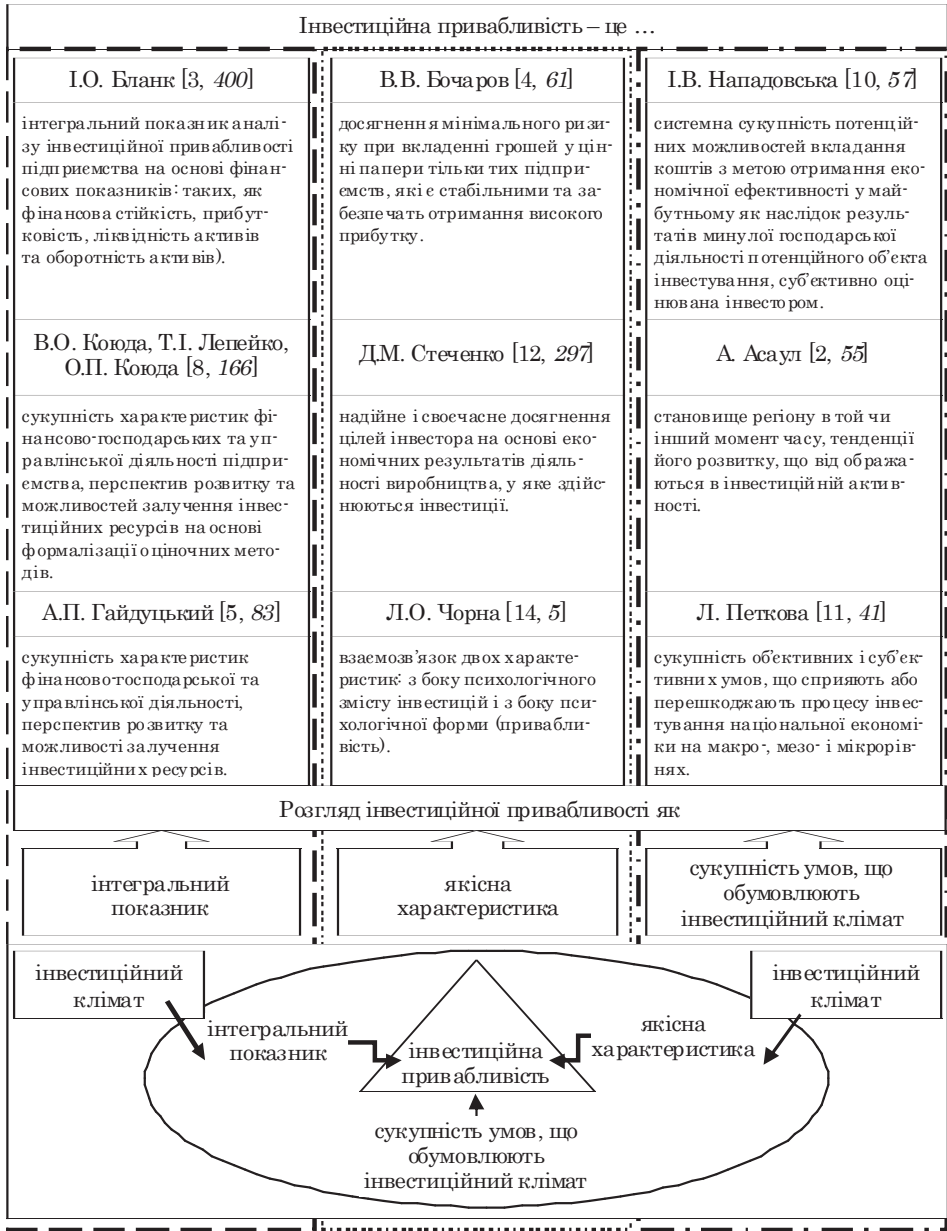 Інвестиційна привабливість – це …
І.О. Бланк [3, 400]
інтегральний показник аналі-
зу інвестиційної привабливості
підприємства на основі фінан-
сових показників: таких, як
фінансова стійкість, прибут-
ковість, ліквідність активів
та оборотність активів).
В.В. Бочаров [4, 61]
досягнення мінімального ризи-
ку при вкладенні грошей у цін-
ні папери тільки тих підпри-
ємств, які є стабільними та за-
безпечать отримання високого
прибутку.
І.В. Нападовська [10, 57]
системна сукупність потенцій-
них можливостей вкладання
коштів з метою отримання еко-
номічної ефективності у май-
бутньому як наслідок резуль-
татів минулої господарської
діяльності потенційного об’єкта
інвестування, суб’єктивно оці-
нювана інвестором.
В.О. Коюда, Т.І. Лепейко,
О.П. Коюда [8, 166]
сукупність характеристик фі-
нансово-господарських та уп-
равлінської діяльності підпри-
ємства, перспектив розвитку та
можливостей залучення інвес-
тиційних ресурсів на основі
формалізації оціночних мето-
дів.
Д.М. Стеченко [12, 297]
надійне і своєчасне досягнення
цілей інвестора на основі еко-
номічних результатів діяль-
ності виробництва, у яке здійс-
нюються інвестиції.
А. Асаул [2, 55]
становище регіону в той чи
інший момент часу, тенденції
його розвитку, що відобража-
ються в інвестиційній актив-
ності.
А.П. Гайдуцький [5, 83]
сукупність характеристик
фінансово-господарської та
управлінської діяльності,
перспектив розвитку та
можливості залучення
інвестиційних ресурсів.
Л.О. Чорна [14, 5]
взаємозв’язок двох характе-
ристик: з боку психологічного
змісту інвестицій і з боку пси-
хологічної форми (привабли-
вість).
Л. Петкова [11, 41]
сукупність об’єктивних і суб’єк-
тивних умов, що сприяють або
перешкоджають процесу інвес-
тування національної економі-
ки на макро-, мезо- і мікрорів-
нях.
Розгляд інвестиційної привабливості як
інтегральний
показник
якісна
характеристика
сукупність умов, що
обумовлюють
інвестиційний клімат
інвестиційний
клімат
інвестиційний
клімат
інтегральний
показник
якісна
характеристика
інвестиційна
привабливість
сукупність умов, що
обумовлюють
інвестиційний клімат